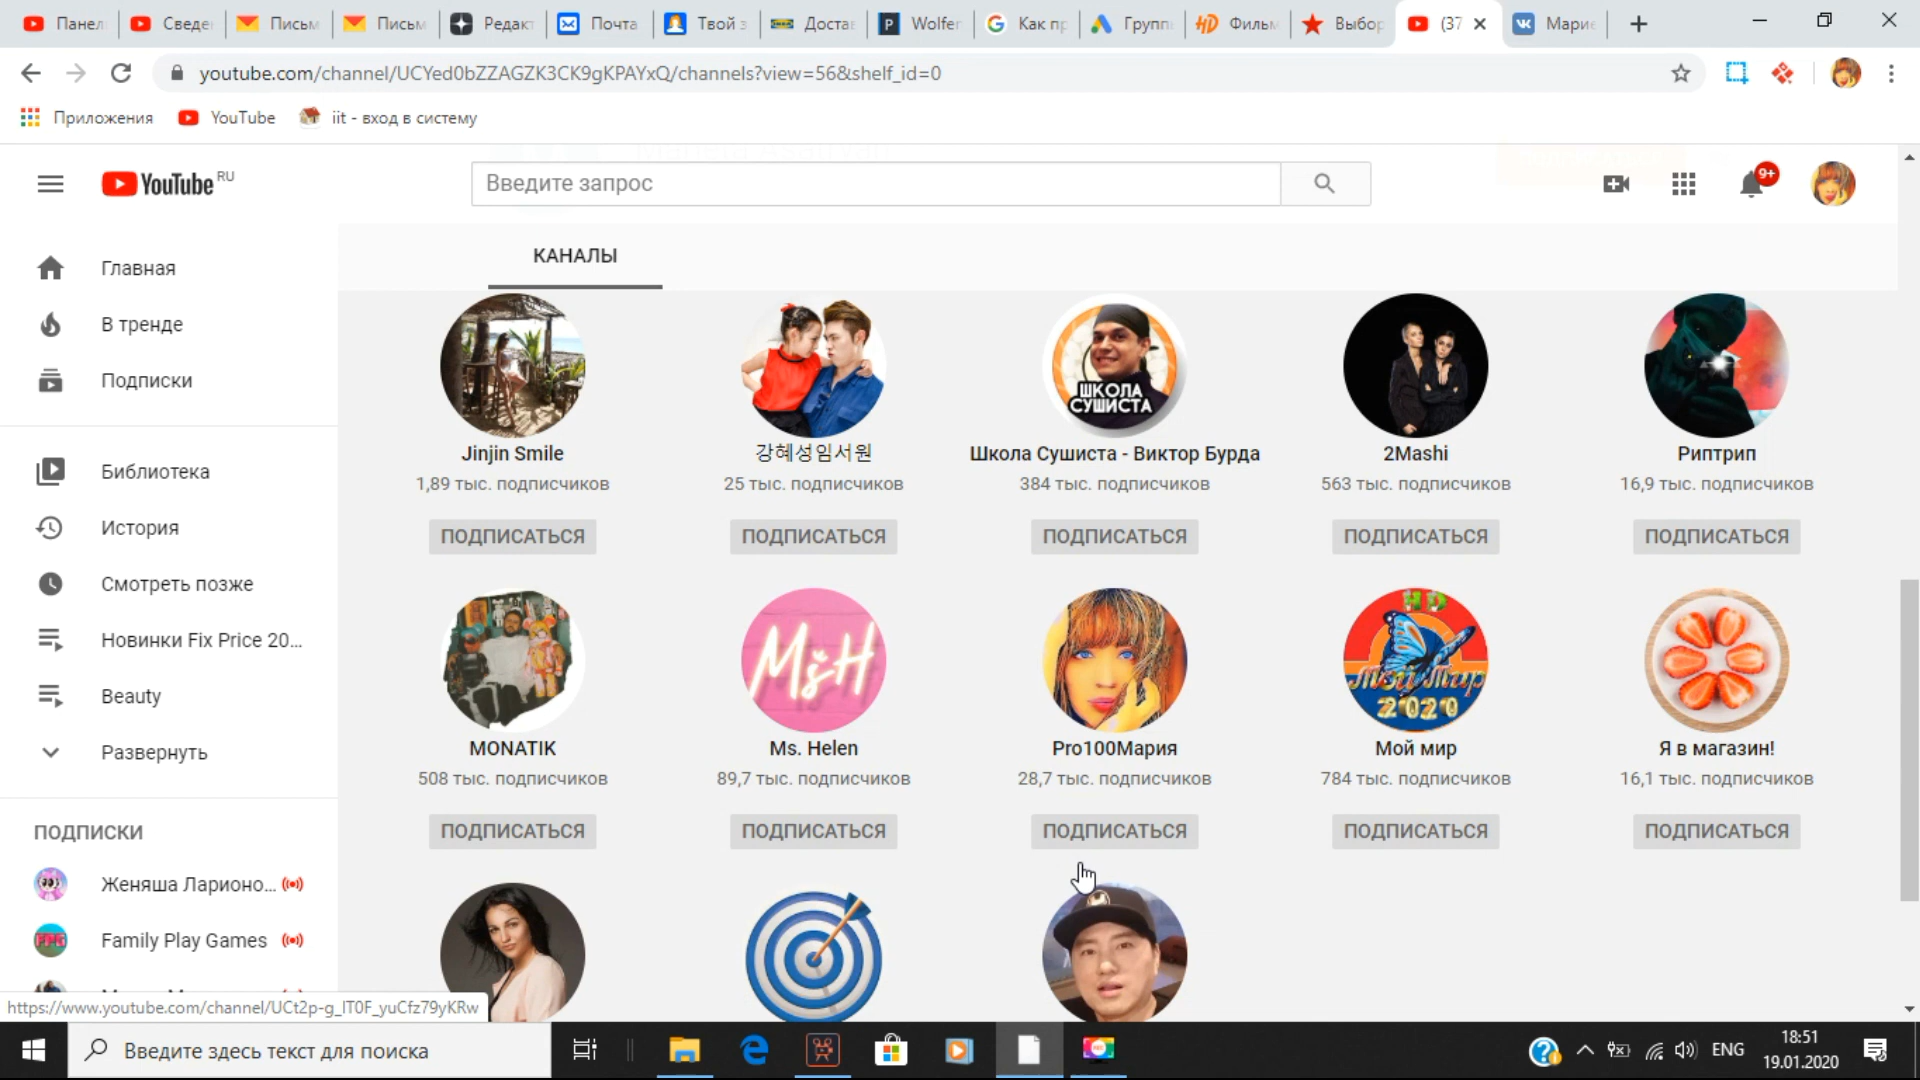 Панел
Сведе
Письм
Письм
Редакт
Почта
Твой з
Достав
Wolfer
Как пр
Групп
Фильм
Выбор
(37
Марие
youtube.com/channel/UCYed0bZZAGZK3CK9gKPAYxQ/channels?view=56&shelf_id=0
Приложения
YouTube
iit - вход в систему
YouTube RU
Введите запрос
9+
КАНАЛЫ
Главная
В тренде
Подписки
Библиотека
История
Смотреть позже
Новинки Fix Price 20...
Beauty
Развернуть
ПОДПИСКИ
Женяша Ларионо...
Family Play Games
ШКОЛА
СУШИСТА
Jinjin Smile
강혜성임서원
Школа Сушиста - Виктор Бурда
2Mashi
Риптрип
1,89 тыс. подписчиков
25 тыс. подписчиков
384 тыс. подписчиков
563 тыс. подписчиков
16,9 тыс. подписчиков
ПОДПИСАТЬСЯ
ПОДПИСАТЬСЯ
ПОДПИСАТЬСЯ
ПОДПИСАТЬСЯ
ПОДПИСАТЬСЯ
MsH
HD
Мой Мир
2020
MONATIK
Ms. Helen
Pro100Мария
Мой мир
Я в магазин!
508 тыс. подписчиков
89,7 тыс. подписчиков
28,7 тыс. подписчиков
784 тыс. подписчиков
16,1 тыс. подписчиков
ПОДПИСАТЬСЯ
ПОДПИСАТЬСЯ
ПОДПИСАТЬСЯ
ПОДПИСАТЬСЯ
ПОДПИСАТЬСЯ
https://www.youtube.com/channel/UCt2p-g_lT0F_yuCfz79yKRw
Введите здесь текст для поиска
ENG
18:51
19.01.2020